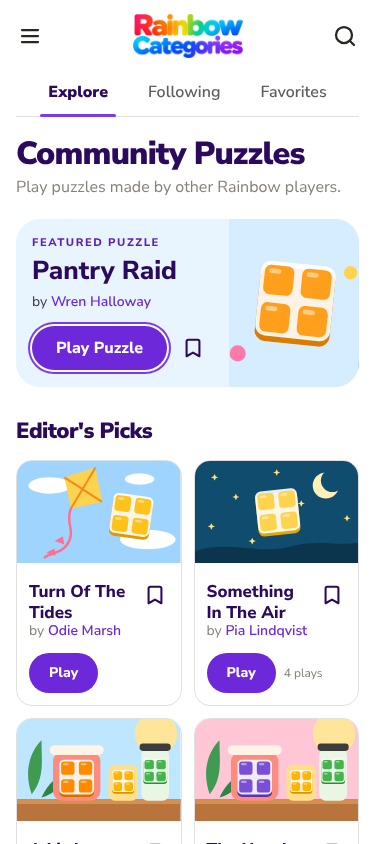 Rainbow
Categories
Explore
Following
Favorites
Community Puzzles
Play puzzles made by other Rainbow players.
FEATURED PUZZLE
Pantry Raid
by Wren Halloway
Play Puzzle
Editor's Picks
Turn Of The
Tides
by Odie Marsh
Play
Something
In The Air
by Pia Lindqvist
Play
4 plays